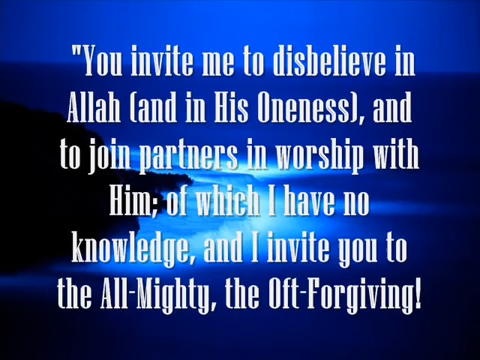 "You invite me to disbelieve in
Allah (and in His Oneness), and
to join partners in worship with
Him; of which I have no
knowledge, and I invite you to
the All-Mighty, the Oft-Forgiving!